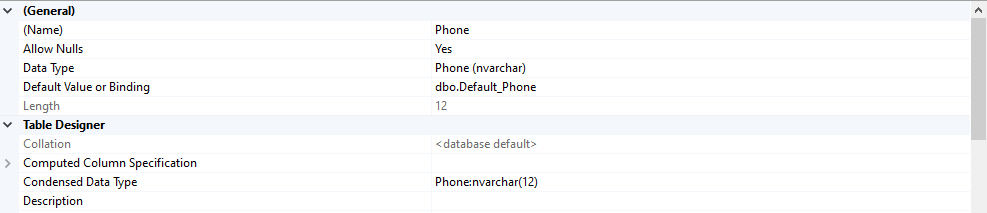 (General)
(Name) Phone
Allow Nulls Yes
Data Type Phone (nvarchar)
Default Value or Binding dbo.Default_Phone
Length 12
Table Designer
Collation <database default>
Computed Column Specification
Condensed Data Type Phone:nvarchar(12)
Description